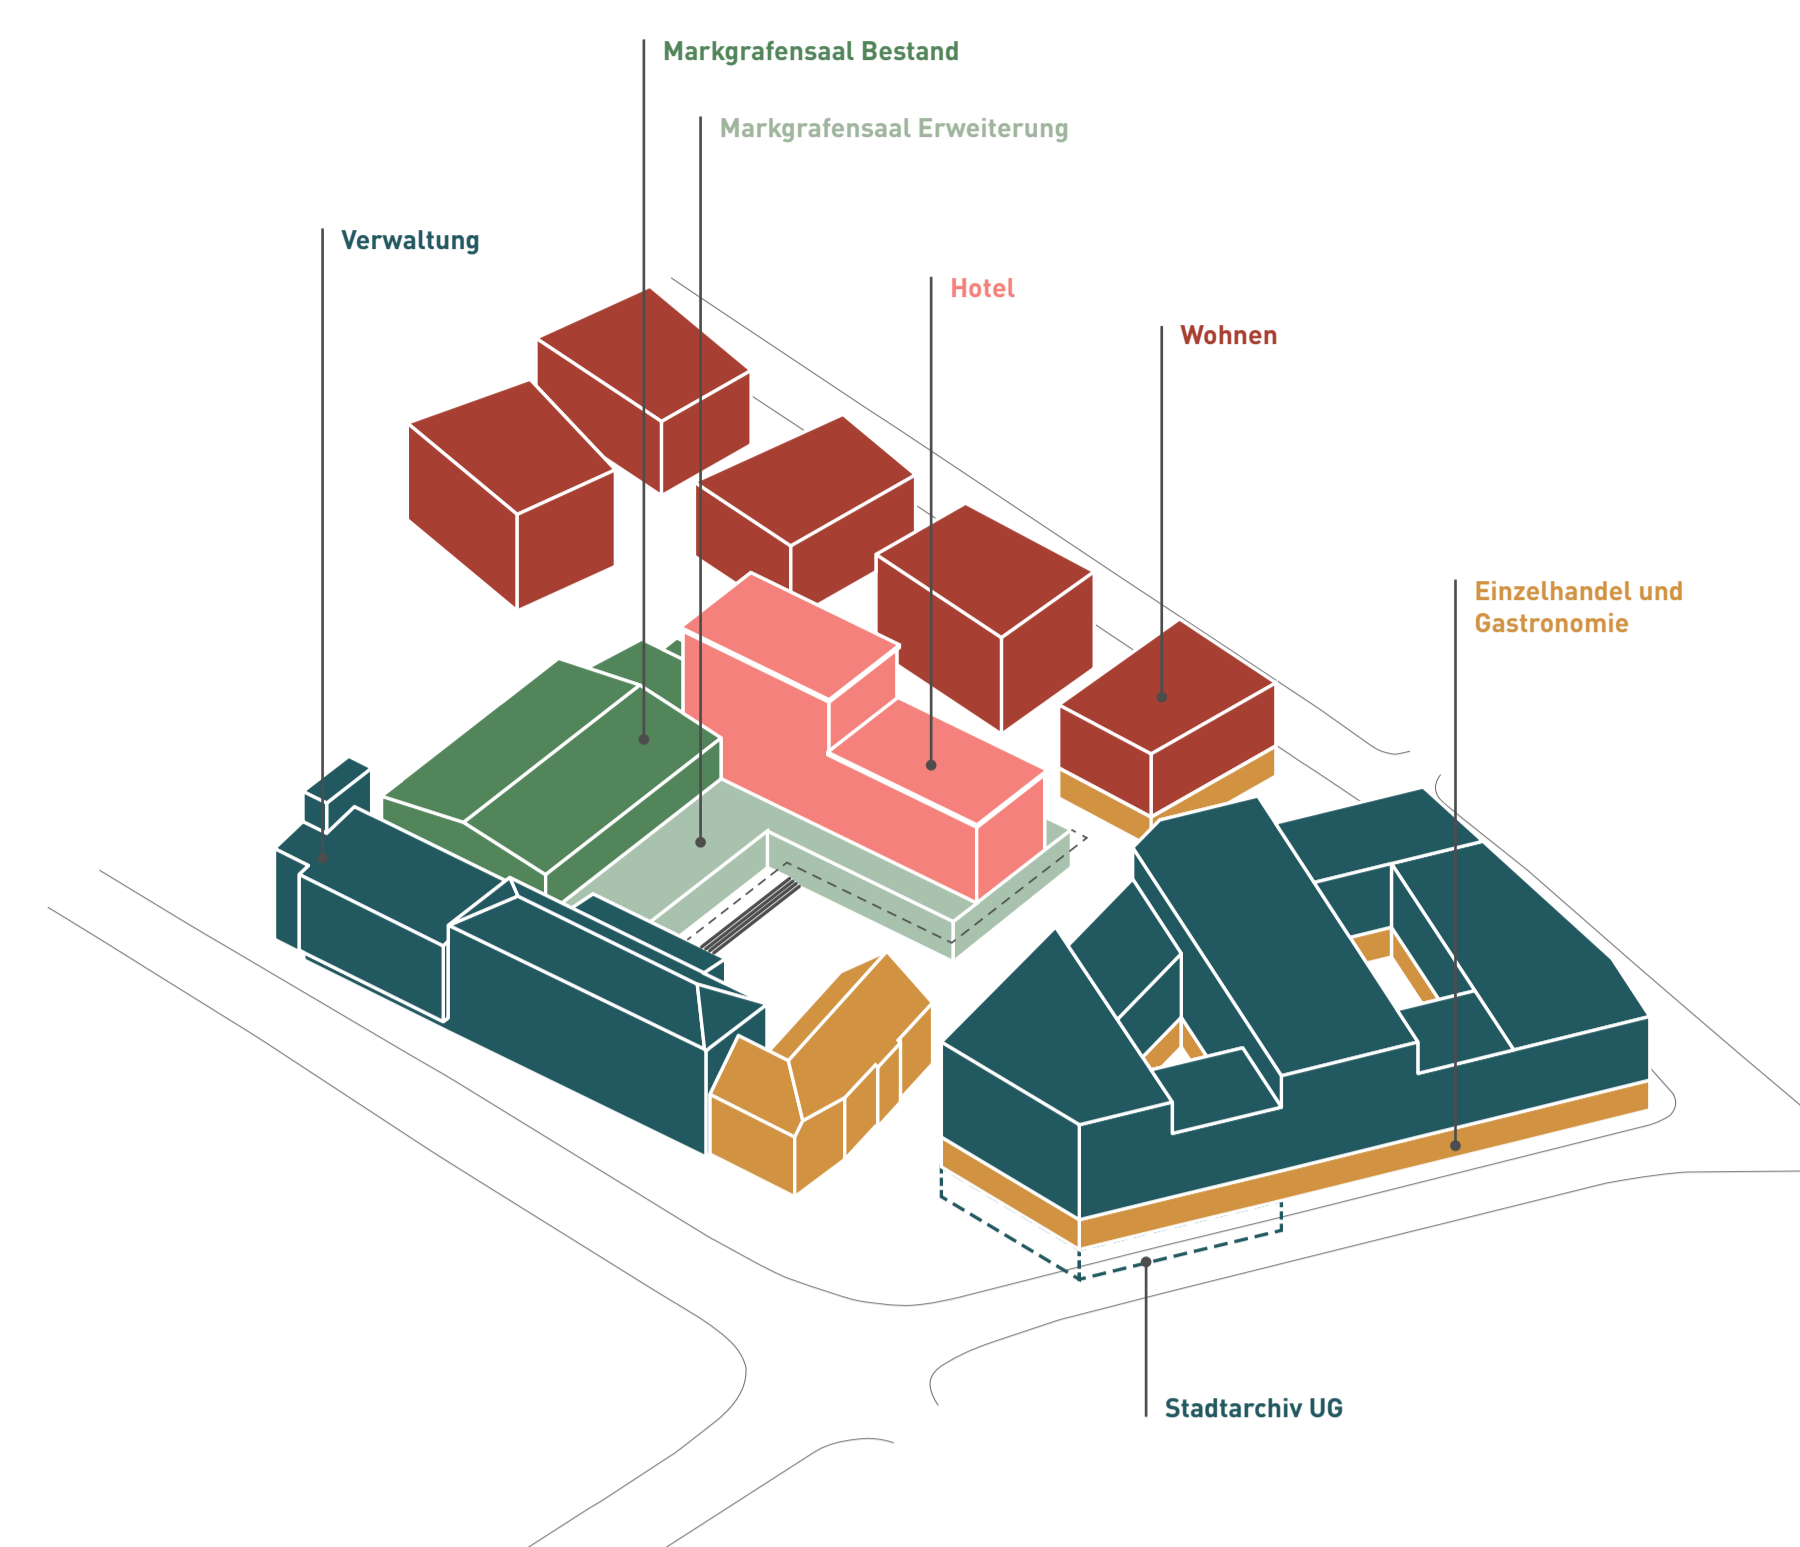 Markgrafensaal Bestand
Markgrafensaal Erweiterung
Verwaltung
Hotel
Wohnen
Einzelhandel und
Gastronomie
Stadtarchiv UG